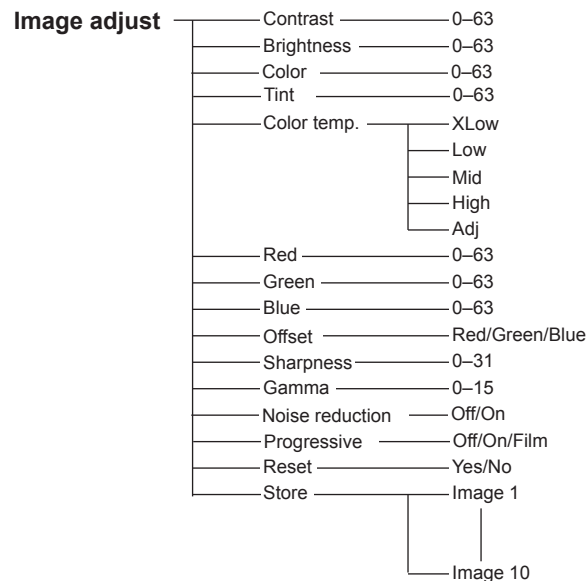 Image adjust Contrast 0–63
Brightness 0–63
Color 0–63
Tint 0–63
Color temp. XLow
Low
Mid
High
Adj
Red 0–63
Green 0–63
Blue 0–63
Offset Red/Green/Blue
Sharpness 0–31
Gamma 0–15
Noise reduction Off/On
Progressive Off/On/Film
Reset Yes/No
Store Image 1
Image 10